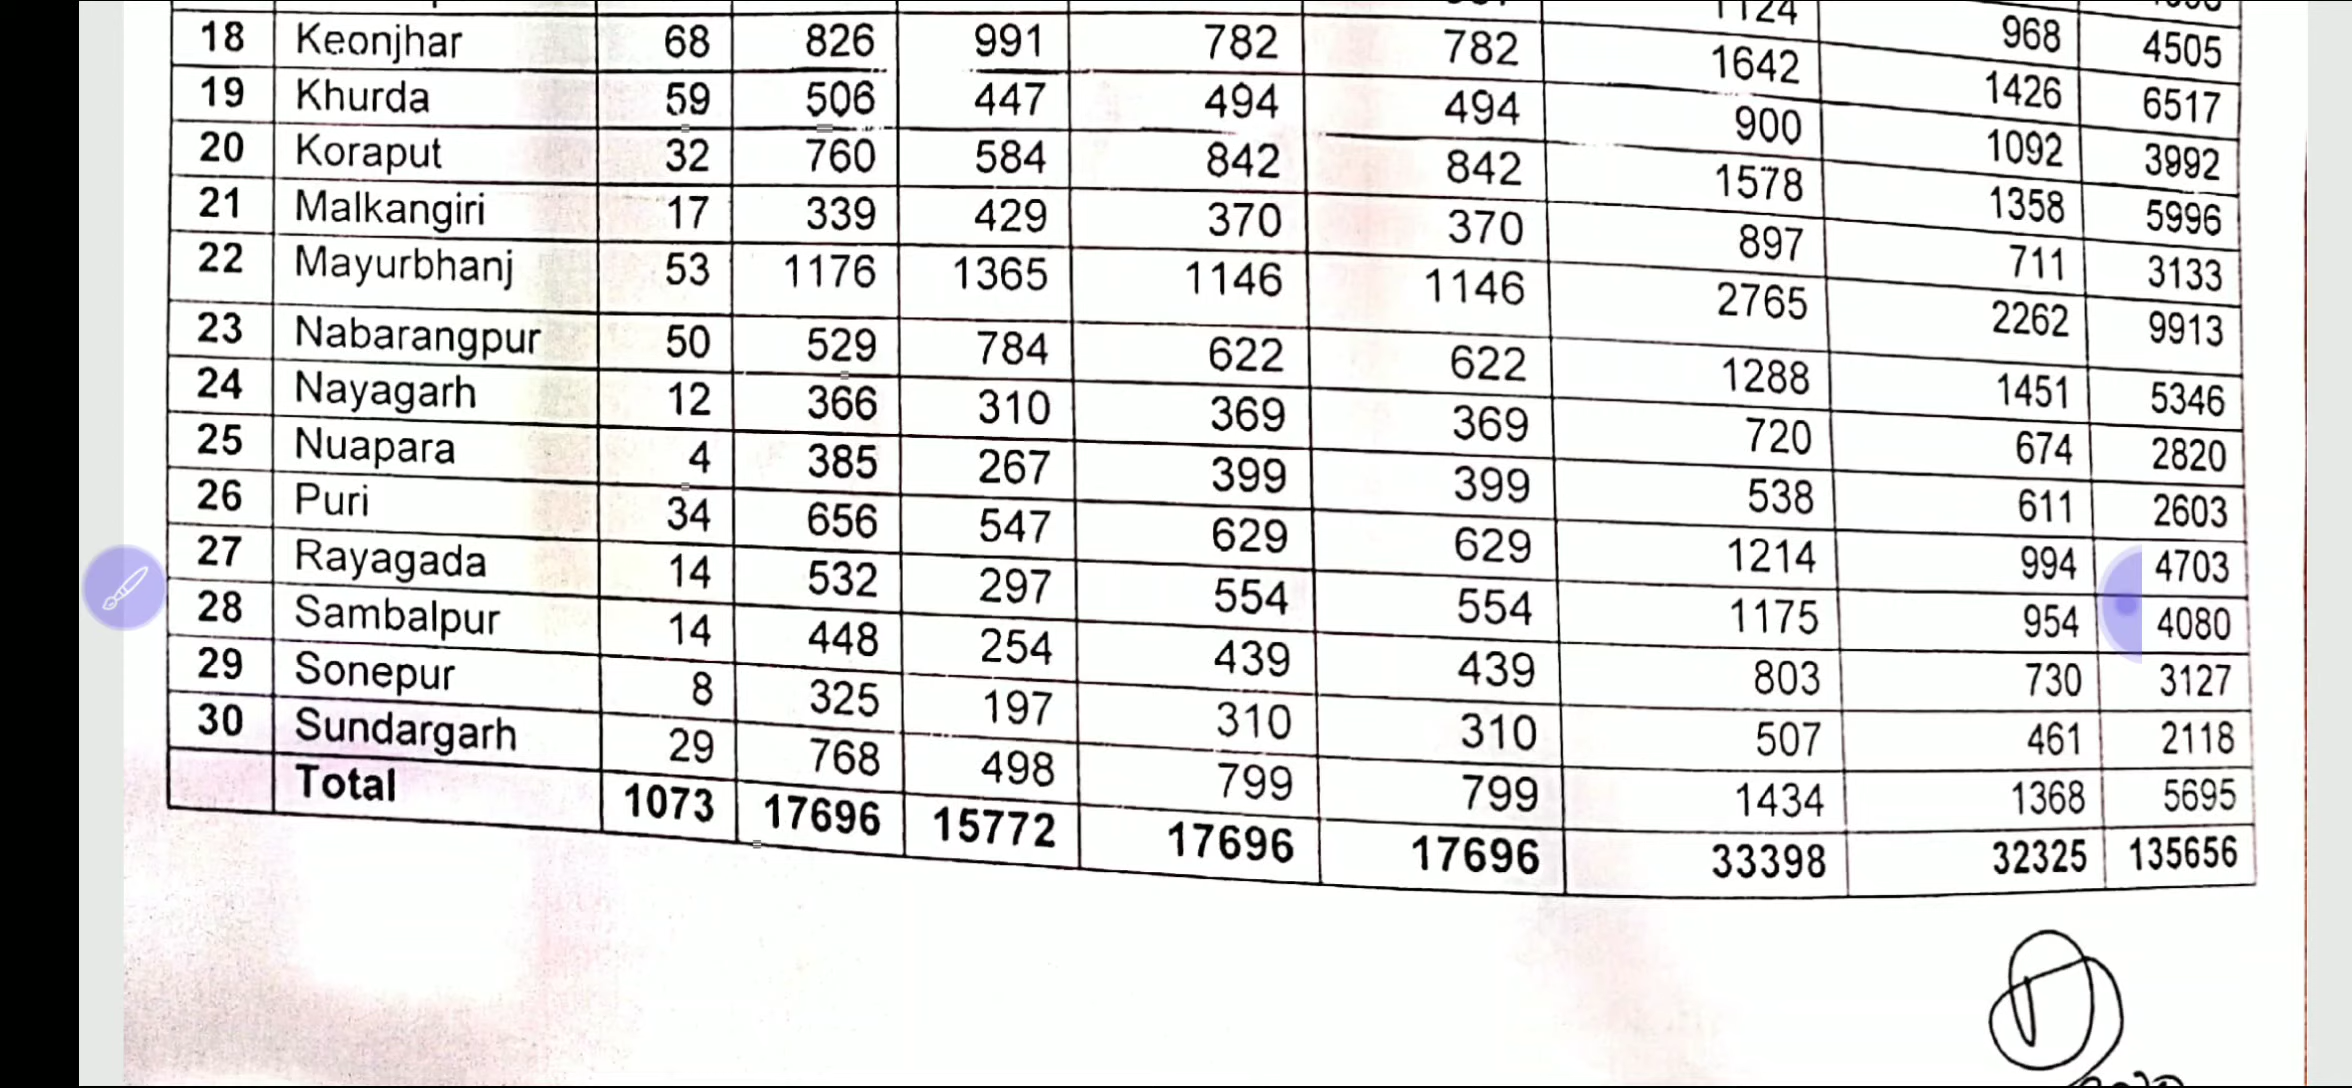 1124 968 4505
18 Keonjhar 68 826 991 782 782 1642 1426 6517
19 Khurda 59 506 447 494 494 900 1092 3992
20 Koraput 32 760 584 842 842 1578 1358 5996
21 Malkangiri 17 339 429 370 370 897 711 3133
22 Mayurbhanj 53 1176 1365 1146 1146 2765 2262 9913
23 Nabarangpur 50 529 784 622 622 1288 1451 5346
24 Nayagarh 12 366 310 369 369 720 674 2820
25 Nuapara 4 385 267 399 399 538 611 2603
26 Puri 34 656 547 629 629 1214 994 4703
27 Rayagada 14 532 297 554 554 1175 954 4080
28 Sambalpur 14 448 254 439 439 803 730 3127
29 Sonepur 8 325 197 310 310 507 461 2118
30 Sundargarh 29 768 498 799 799 1434 1368 5695
Total 1073 17696 15772 17696 17696 33398 32325 135656